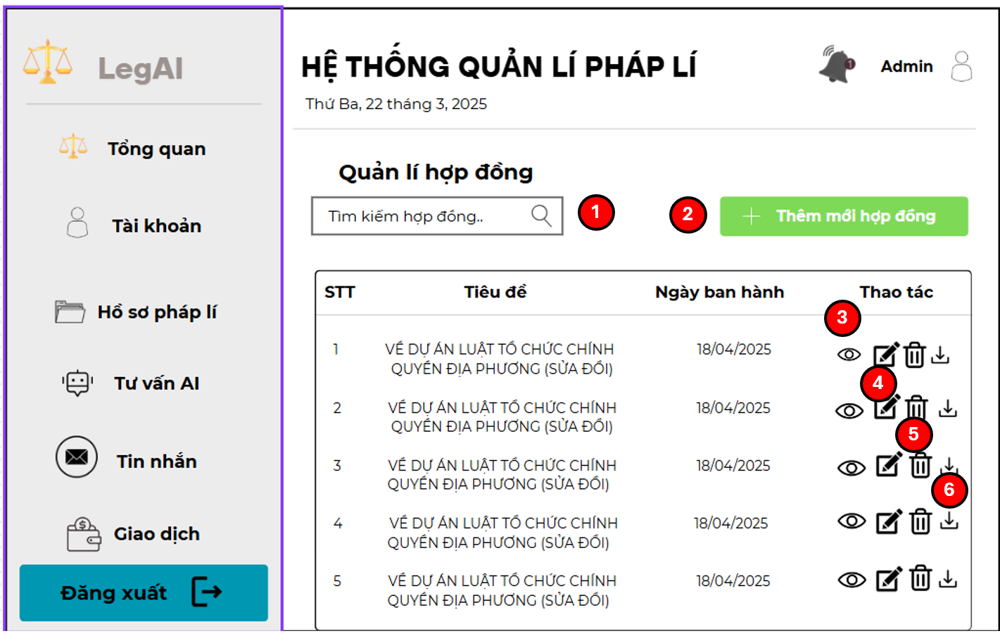 LegAI
HỆ THỐNG QUẢN LÍ PHÁP LÍ
1
Admin
Thứ Ba, 22 tháng 3, 2025
Tổng quan
Tài khoản
Hồ sơ pháp lí
Tư vấn AI
Tin nhắn
Giao dịch
Đăng xuất
Quản lí hợp đồng
Tìm kiếm hợp đồng..
1
2
Thêm mới hợp đồng
STT Tiêu đề Ngày ban hành Thao tác
3
1 VỀ DỰ ÁN LUẬT TỔ CHỨC CHÍNH 18/04/2025
QUYỀN ĐỊA PHƯƠNG (SỬA ĐỔI)
4
2 VỀ DỰ ÁN LUẬT TỔ CHỨC CHÍNH 18/04/2025
QUYỀN ĐỊA PHƯƠNG (SỬA ĐỔI)
5
3 VỀ DỰ ÁN LUẬT TỔ CHỨC CHÍNH 18/04/2025
QUYỀN ĐỊA PHƯƠNG (SỬA ĐỔI)
6
4 VỀ DỰ ÁN LUẬT TỔ CHỨC CHÍNH 18/04/2025
QUYỀN ĐỊA PHƯƠNG (SỬA ĐỔI)
5 VỀ DỰ ÁN LUẬT TỔ CHỨC CHÍNH 18/04/2025
QUYỀN ĐỊA PHƯƠNG (SỬA ĐỔI)